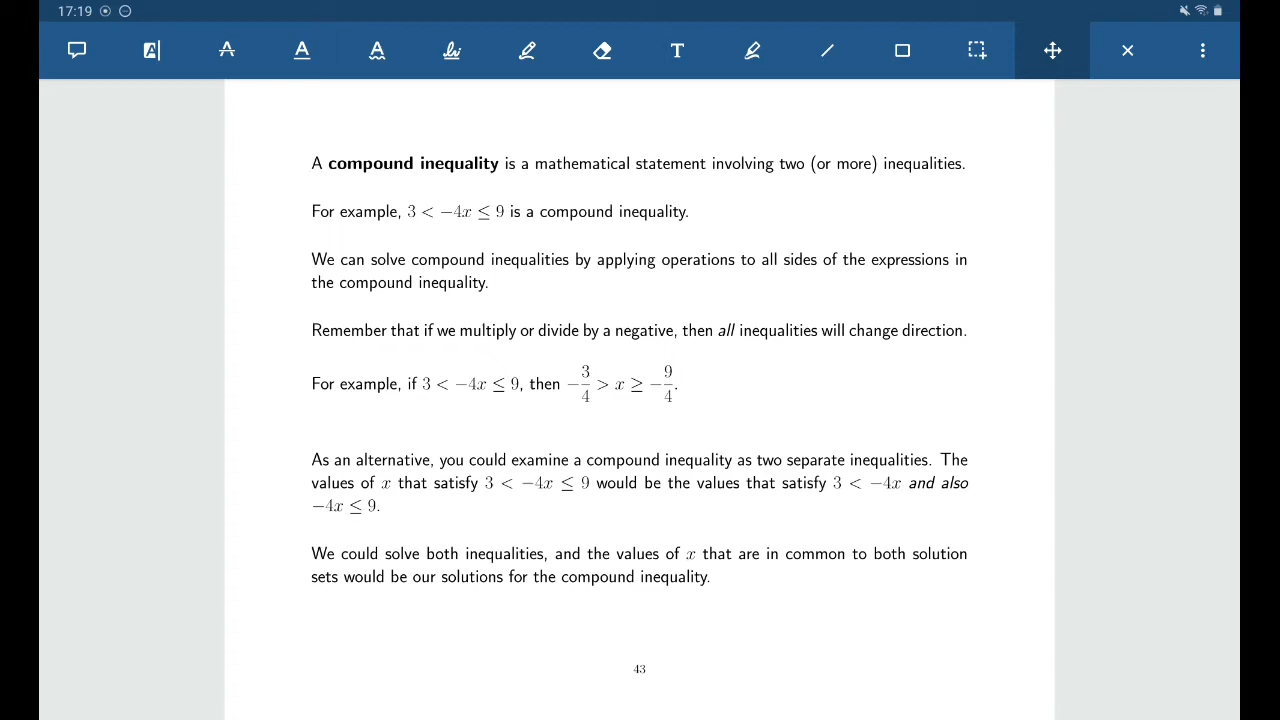 17:19
A compound inequality is a mathematical statement involving two (or more) inequalities.
For example, 3 < −4x ≤ 9 is a compound inequality.
We can solve compound inequalities by applying operations to all sides of the expressions in
the compound inequality.
Remember that if we multiply or divide by a negative, then all inequalities will change direction.
For example, if 3 < −4x ≤ 9, then −3/4 > x ≥ −9/4.
As an alternative, you could examine a compound inequality as two separate inequalities. The
values of x that satisfy 3 < −4x ≤ 9 would be the values that satisfy 3 < −4x and also
−4x ≤ 9.
We could solve both inequalities, and the values of x that are in common to both solution
sets would be our solutions for the compound inequality.
43